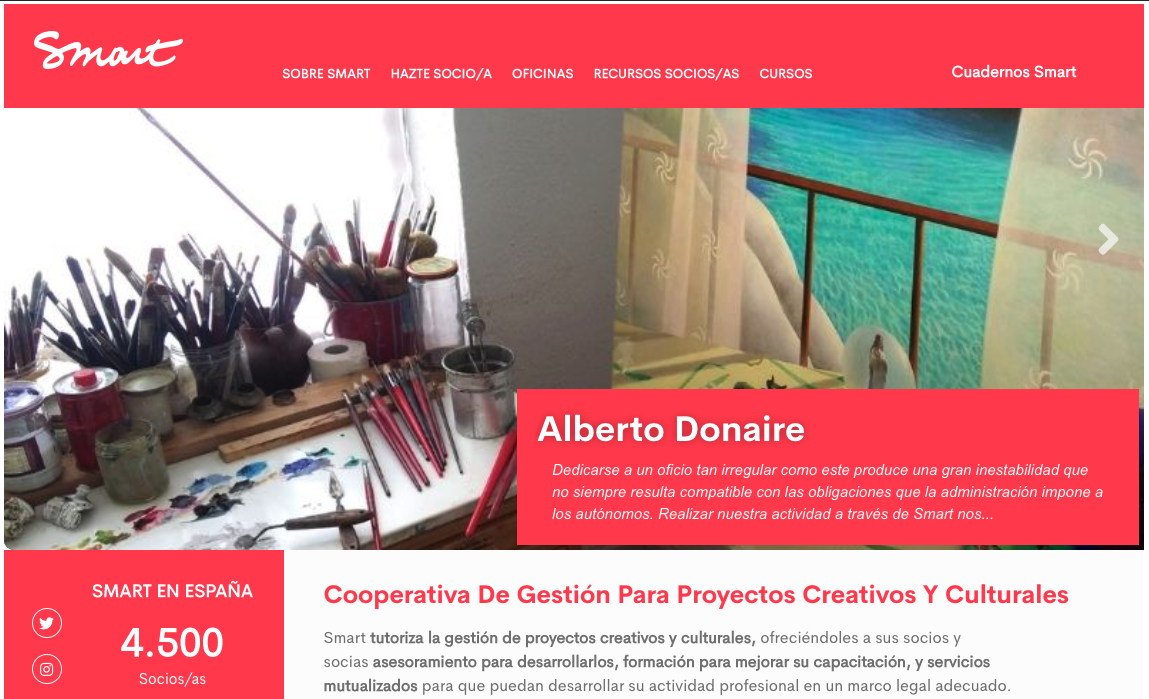 Smart
SOBRE SMART HAZTE SOCIO/A OFICINAS RECURSOS SOCIOS/AS CURSOS
Cuadernos Smart
Alberto Donaire
Dedicarse a un oficio tan irregular como este produce una gran inestabilidad que
no siempre resulta compatible con las obligaciones que la administración impone a
los autónomos. Realizar nuestra actividad a través de Smart nos...
SMART EN ESPAÑA
4.500
Socios/as
Cooperativa De Gestión Para Proyectos Creativos Y Culturales
Smart tutoriza la gestión de proyectos creativos y culturales, ofreciéndoles a sus socios y
socias asesoramiento para desarrollarlos, formación para mejorar su capacitación, y servicios
mutualizados para que puedan desarrollar su actividad profesional en un marco legal adecuado.